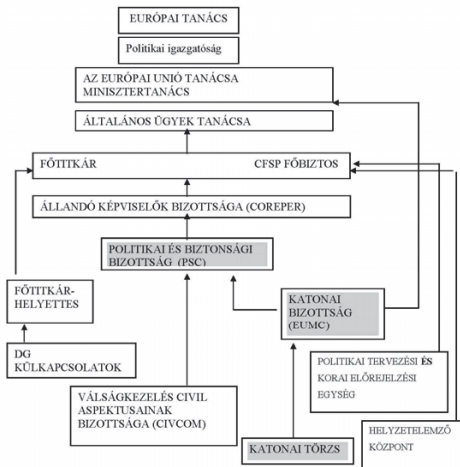 EURÓPAI TANÁCS
Politikai igazgatóság
AZ EURÓPAI UNIÓ TANÁCSA
MINISZTERTANÁCS
ÁLTALÁNOS ÜGYEK TANÁCSA
FŐTITKÁR CFSP FŐBIZTOS
ÁLLANDÓ KÉPVISELŐK BIZOTTSÁGA (COREPER)
POLITIKAI ÉS BIZTONSÁGI
BIZOTTSÁG (PSC)
FŐTITKÁR-
HELYETTES
KATONAI
BIZOTTSÁG
(EUMC)
DG
KÜLKAPCSOLATOK
POLITIKAI TERVEZÉSI ÉS
KORAI ELŐREJELZÉSI
EGYSÉG
VÁLSÁGKEZELÉS CIVIL
ASPEKTUSAINAK
BIZOTTSÁGA (CIVCOM)
KATONAI TÖRZS
HELYZETELEMZŐ
KÖZPONT